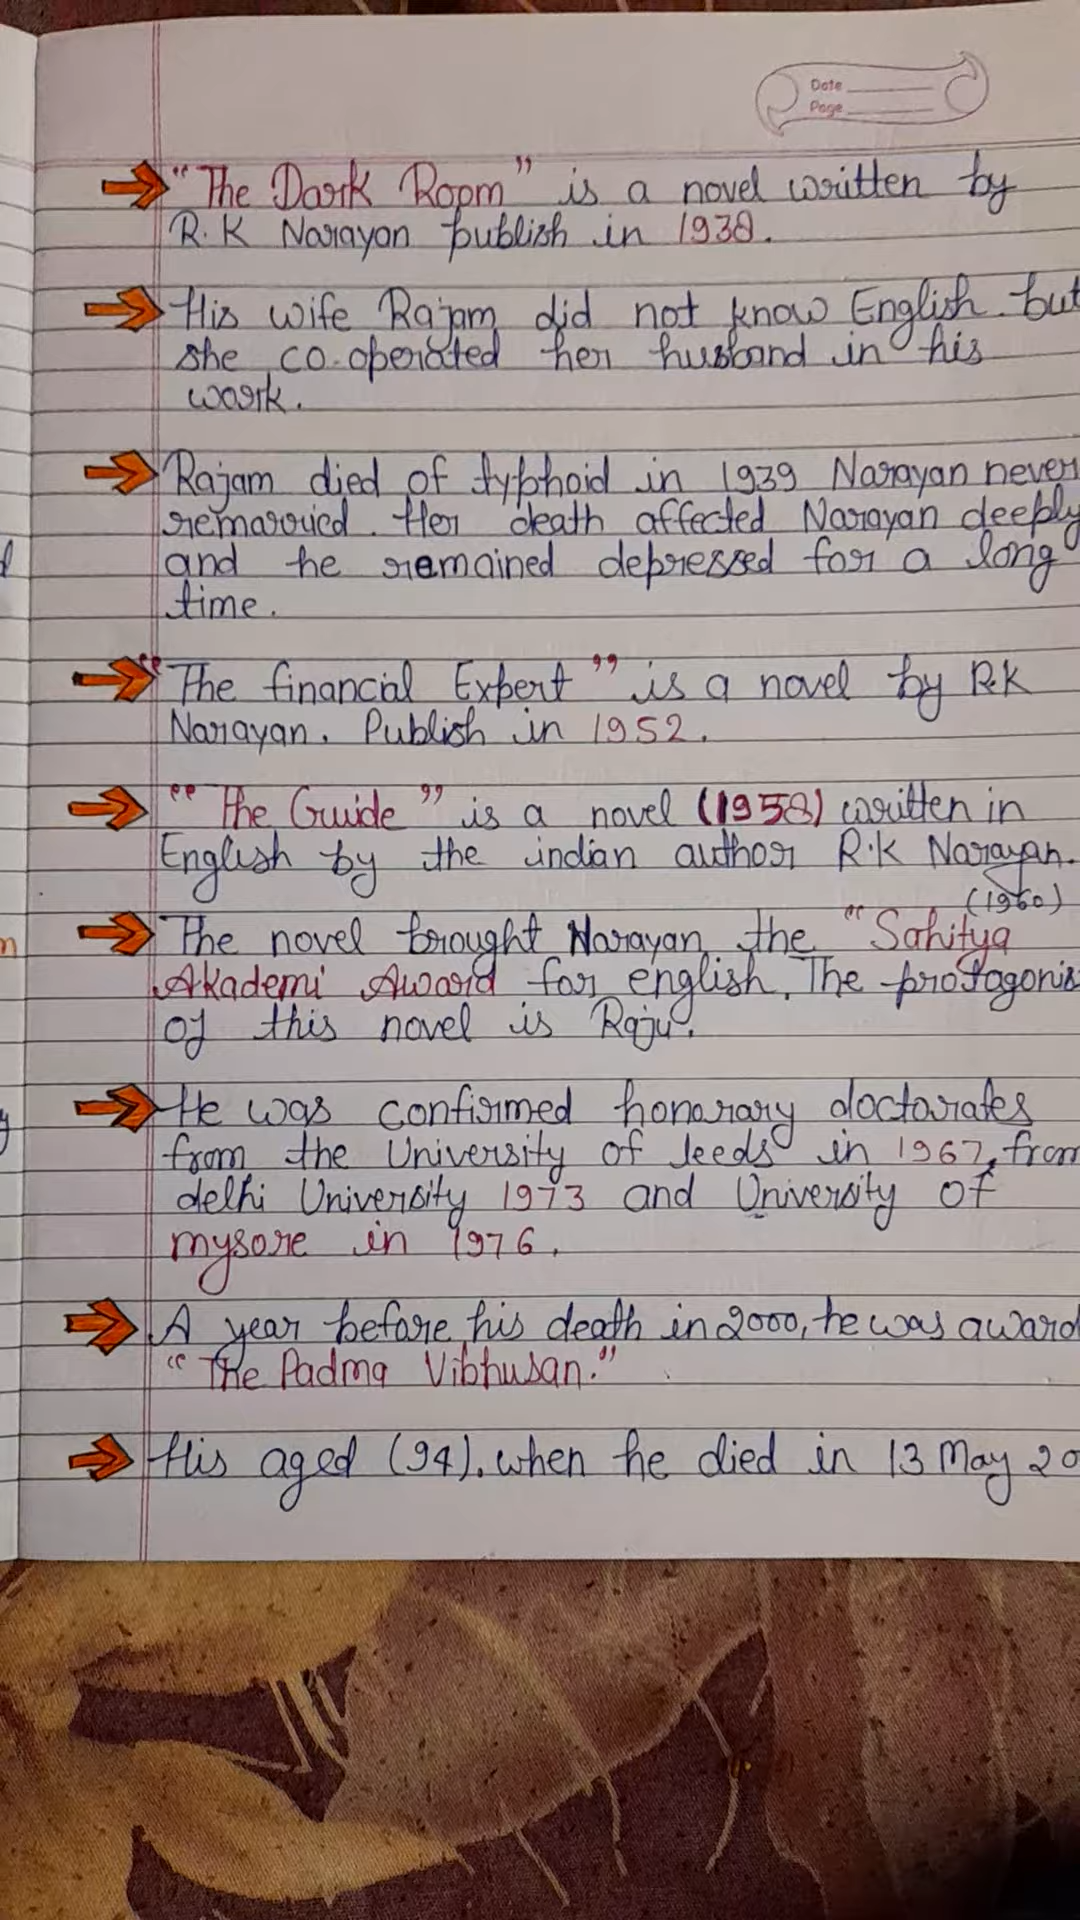 Date
Page
"The Dark Room" is a novel written by
R.K Narayan publish in 1938.
His wife Rajam did not know English but
she co-operated her husband in his
work.
Rajam died of typhoid in 1939 Narayan never
remarried. Her death affected Narayan deeply
and he remained depressed for a long
time.
"The financial Expert" is a novel by R.K
Narayan. Publish in 1952.
"The Guide" is a novel (1958) written in
English by the indian author R.K Narayan.
(1960)
The novel brought Narayan the "Sahitya
Akademi Award for english. The protagonis
of this novel is Raju.
He was confirmed honorary doctorates
from the University of leeds in 1967, from
delhi University 1973 and University of
mysore in 1976.
A year before his death in 2000, he was award
"The Padma Vibhusan."
His aged (94). when he died in 13 May 20